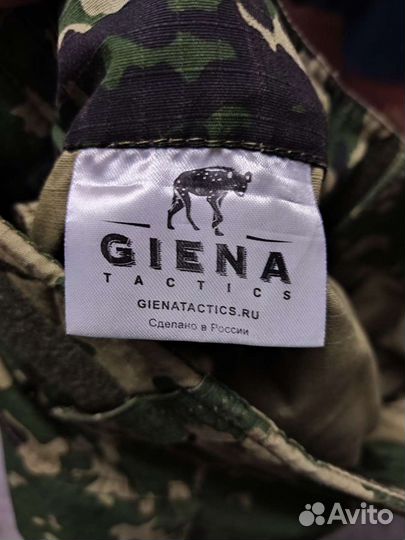 GIENA
TACTICS
GIENATACTICS.RU
Сделано в России
Avito